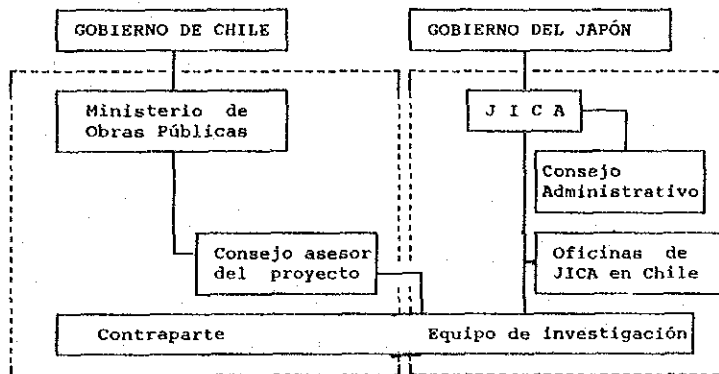 GOBIERNO DE CHILE
GOBIERNO DEL JAPÓN
Ministerio de
Obras Públicas
J I C A
Consejo
Administrativo
Consejo asesor
del proyecto
Oficinas de
JICA en Chile
Contraparte
Equipo de investigación